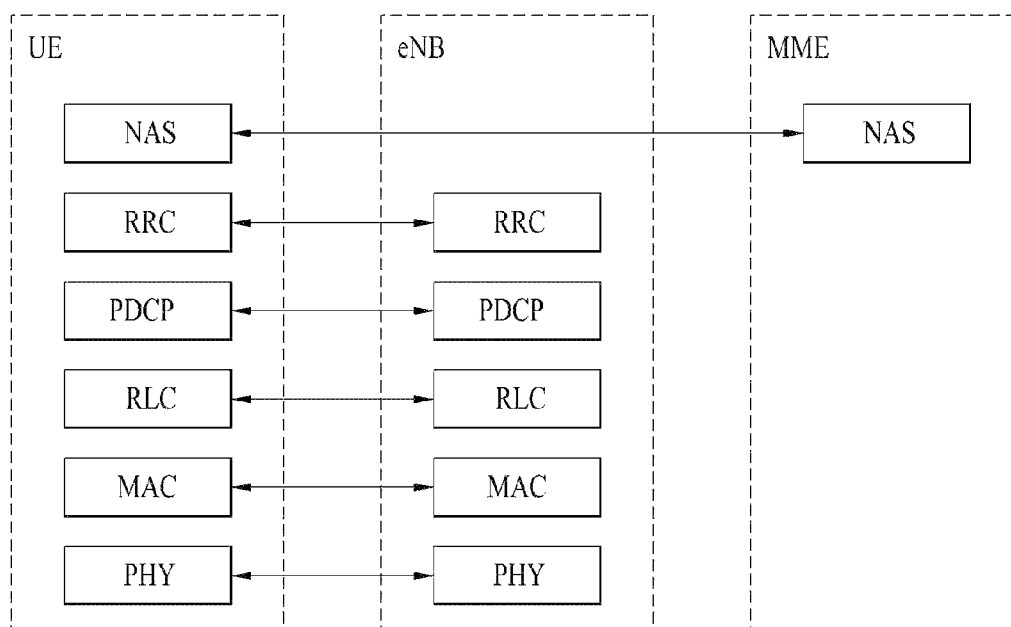 UE eNB MME
NAS NAS
RRC RRC
PDCP PDCP
RLC RLC
MAC MAC
PHY PHY